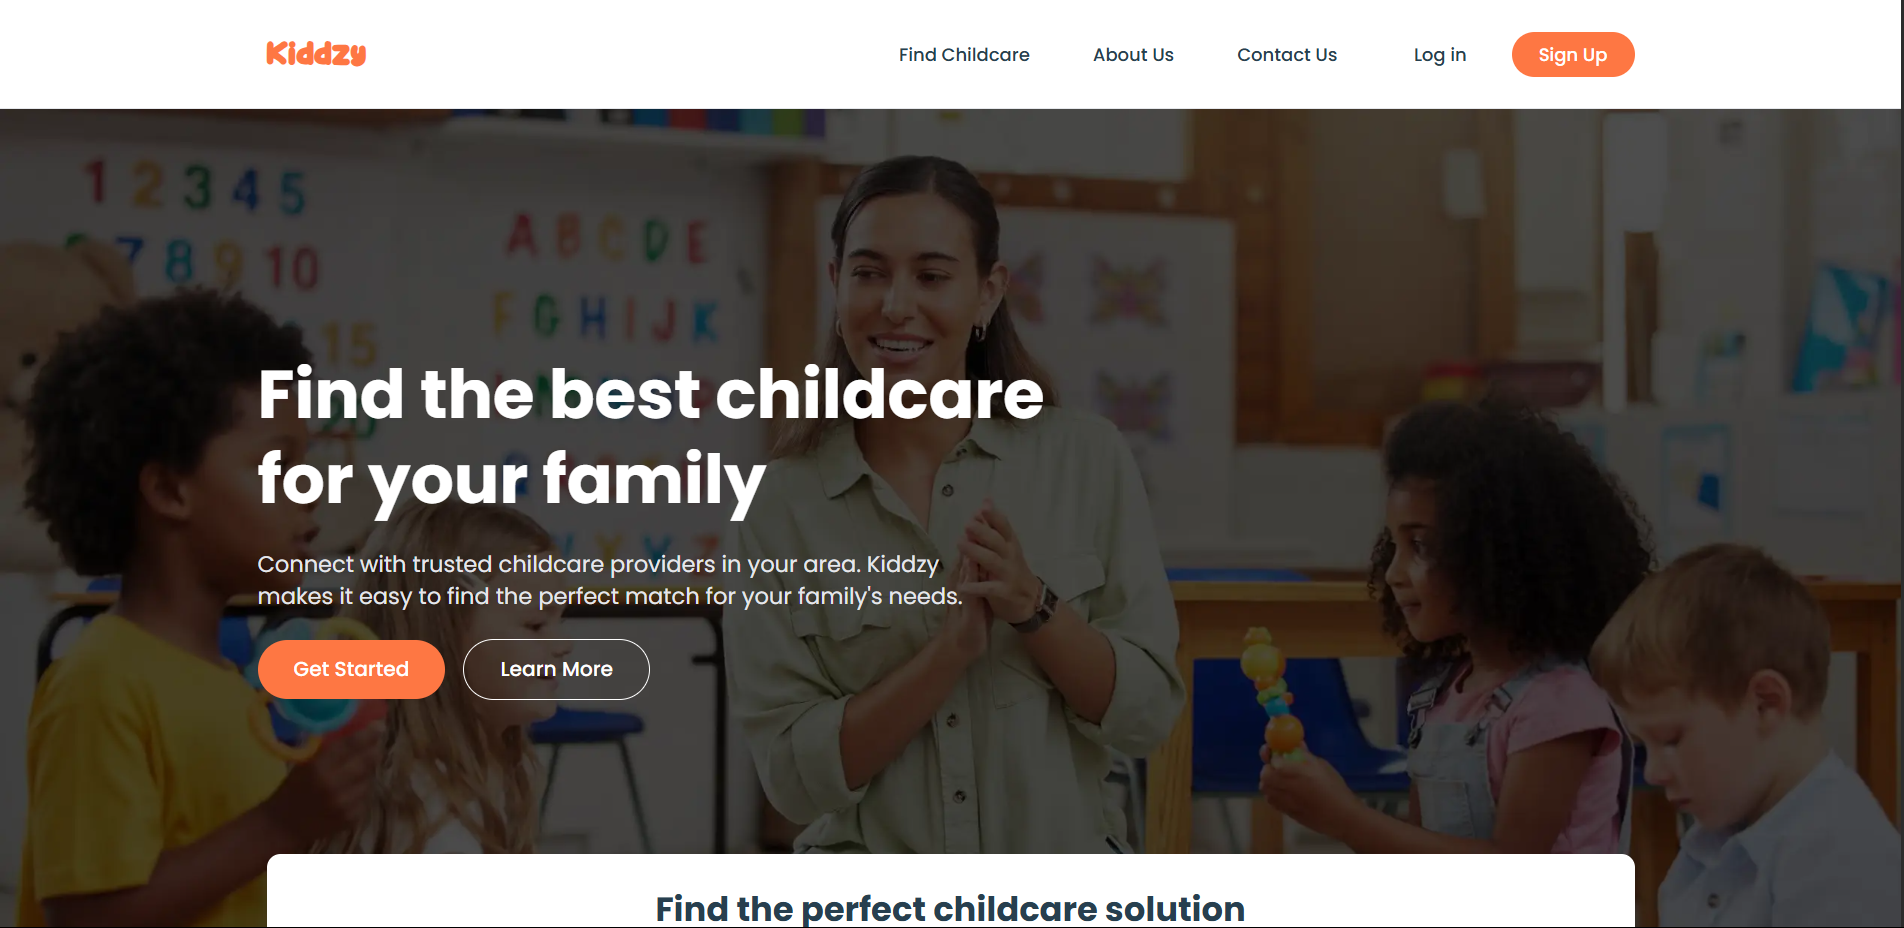 Kiddzy
Find Childcare
About Us
Contact Us
Log in
Sign Up
1 2 3 4 5
7 8 9 10
15
A B C D E
F G H I J K
Find the best childcare
for your family
Connect with trusted childcare providers in your area. Kiddzy
makes it easy to find the perfect match for your family's needs.
Get Started
Learn More
Find the perfect childcare solution